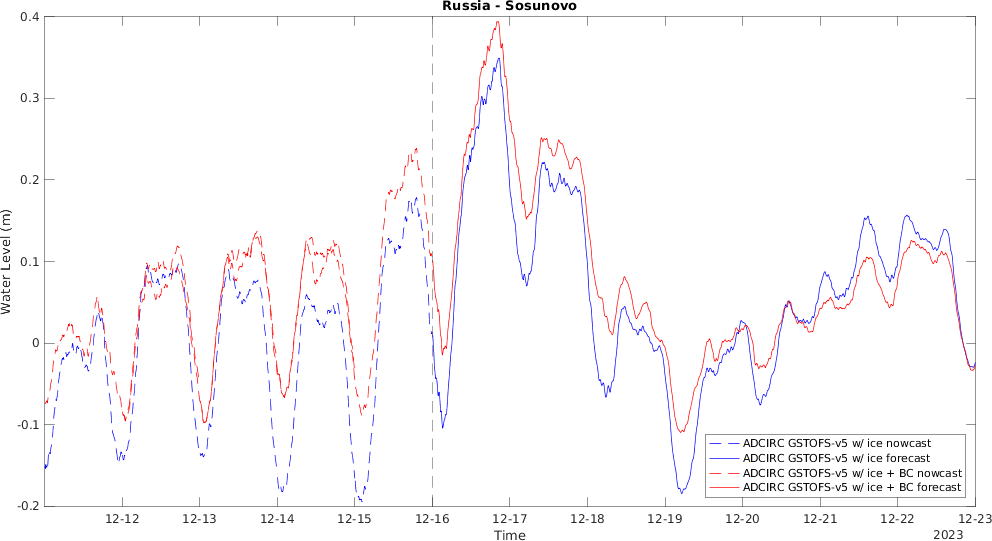 Russia - Sosunovo
0.4
0.3
0.2
0.1
0
-0.1
-0.2
Water Level (m)
12-12 12-13 12-14 12-15 12-16 12-17 12-18 12-19 12-20 12-21 12-22 12-23
Time
2023
ADCIRC GSTOFS-v5 w/ ice nowcast
ADCIRC GSTOFS-v5 w/ ice forecast
ADCIRC GSTOFS-v5 w/ ice + BC nowcast
ADCIRC GSTOFS-v5 w/ ice + BC forecast